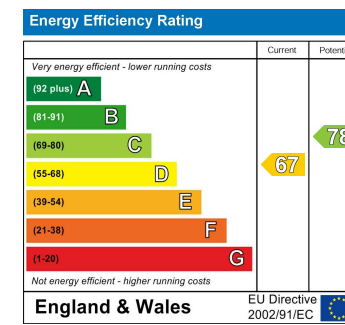 Energy Efficiency Rating
Current
Very energy efficient - lower running costs
(92 plus) A
(81-91) B
(69-80) C
78
(55-68) D
67
(39-54) E
(21-38) F
(1-20) G
Not energy efficient - higher running costs
England & Wales
EU Directive
2002/91/EC